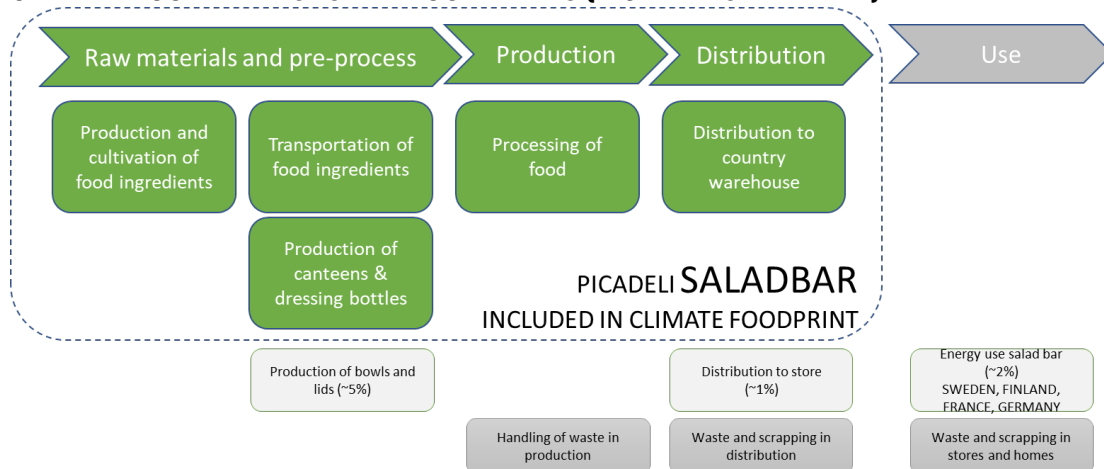 Raw materials and pre-process
Production
Distribution
Use
Production and
cultivation of
food ingredients
Transportation of
food ingredients
Processing of
food
Distribution to
country
warehouse
Production of
canteens &
dressing bottles
PICADELI SALADBAR
INCLUDED IN CLIMATE FOODPRINT
Production of bowls and
lids (~5%)
Distribution to store
(~1%)
Energy use salad bar
(~2%)
SWEDEN, FINLAND,
FRANCE, GERMANY
Handling of waste in
production
Waste and scrapping in
distribution
Waste and scrapping in
stores and homes